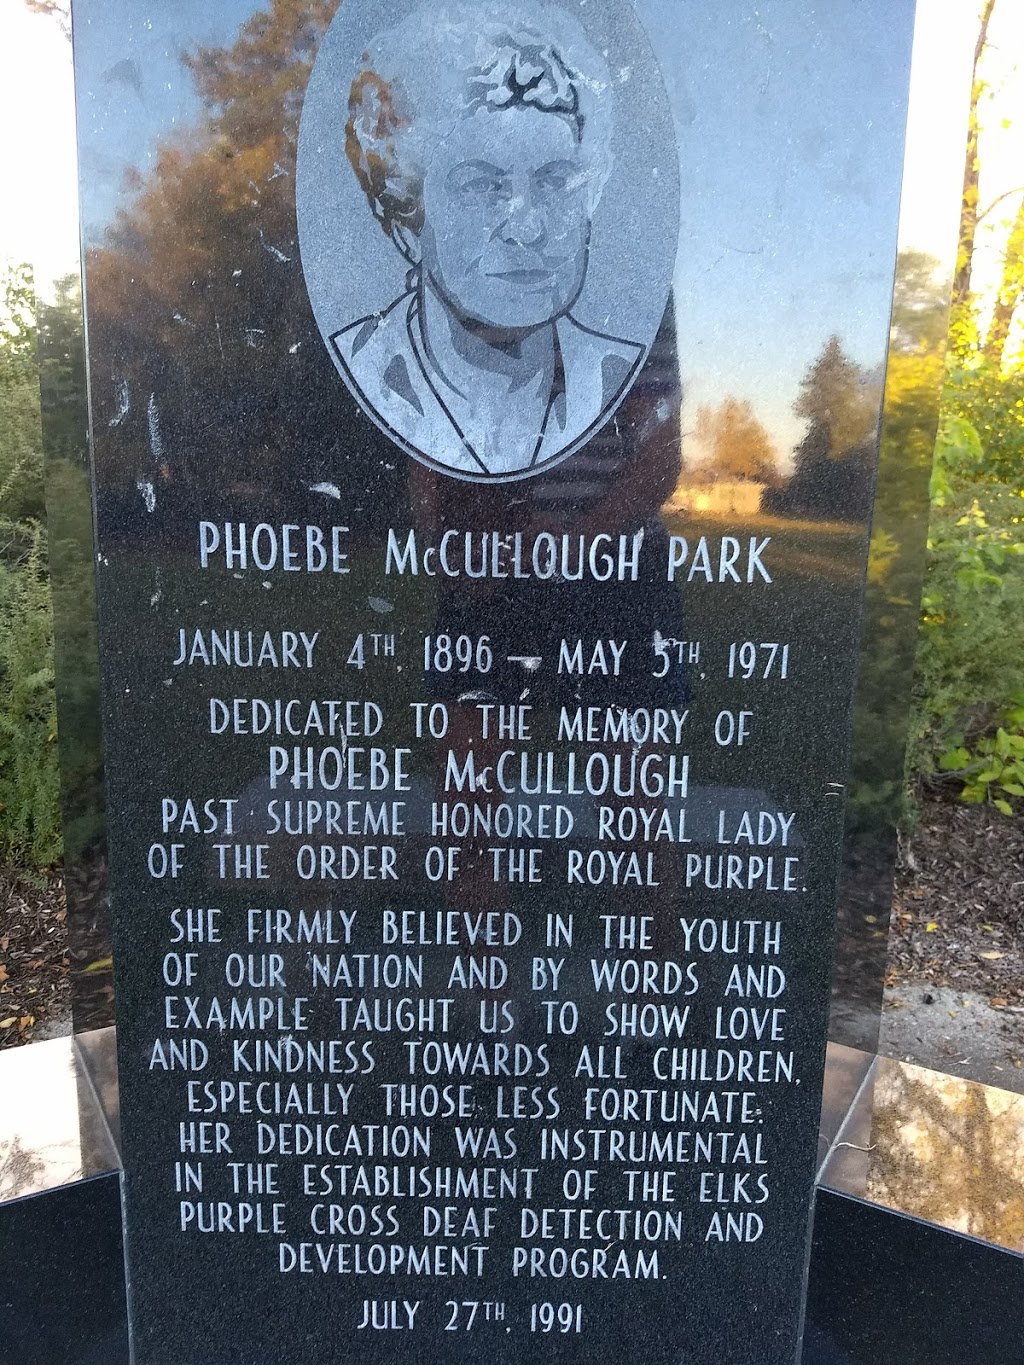 PHOEBE McCULLOUGH PARK
JANUARY 4TH, 1896 – MAY 5TH, 1971
DEDICATED TO THE MEMORY OF
PHOEBE McCULLOUGH
PAST SUPREME HONORED ROYAL LADY
OF THE ORDER OF THE ROYAL PURPLE.
SHE FIRMLY BELIEVED IN THE YOUTH
OF OUR NATION AND BY WORDS AND
EXAMPLE TAUGHT US TO SHOW LOVE
AND KINDNESS TOWARDS ALL CHILDREN,
ESPECIALLY THOSE LESS FORTUNATE.
HER DEDICATION WAS INSTRUMENTAL
IN THE ESTABLISHMENT OF THE ELKS
PURPLE CROSS DEAF DETECTION AND
DEVELOPMENT PROGRAM.
JULY 27TH, 1991